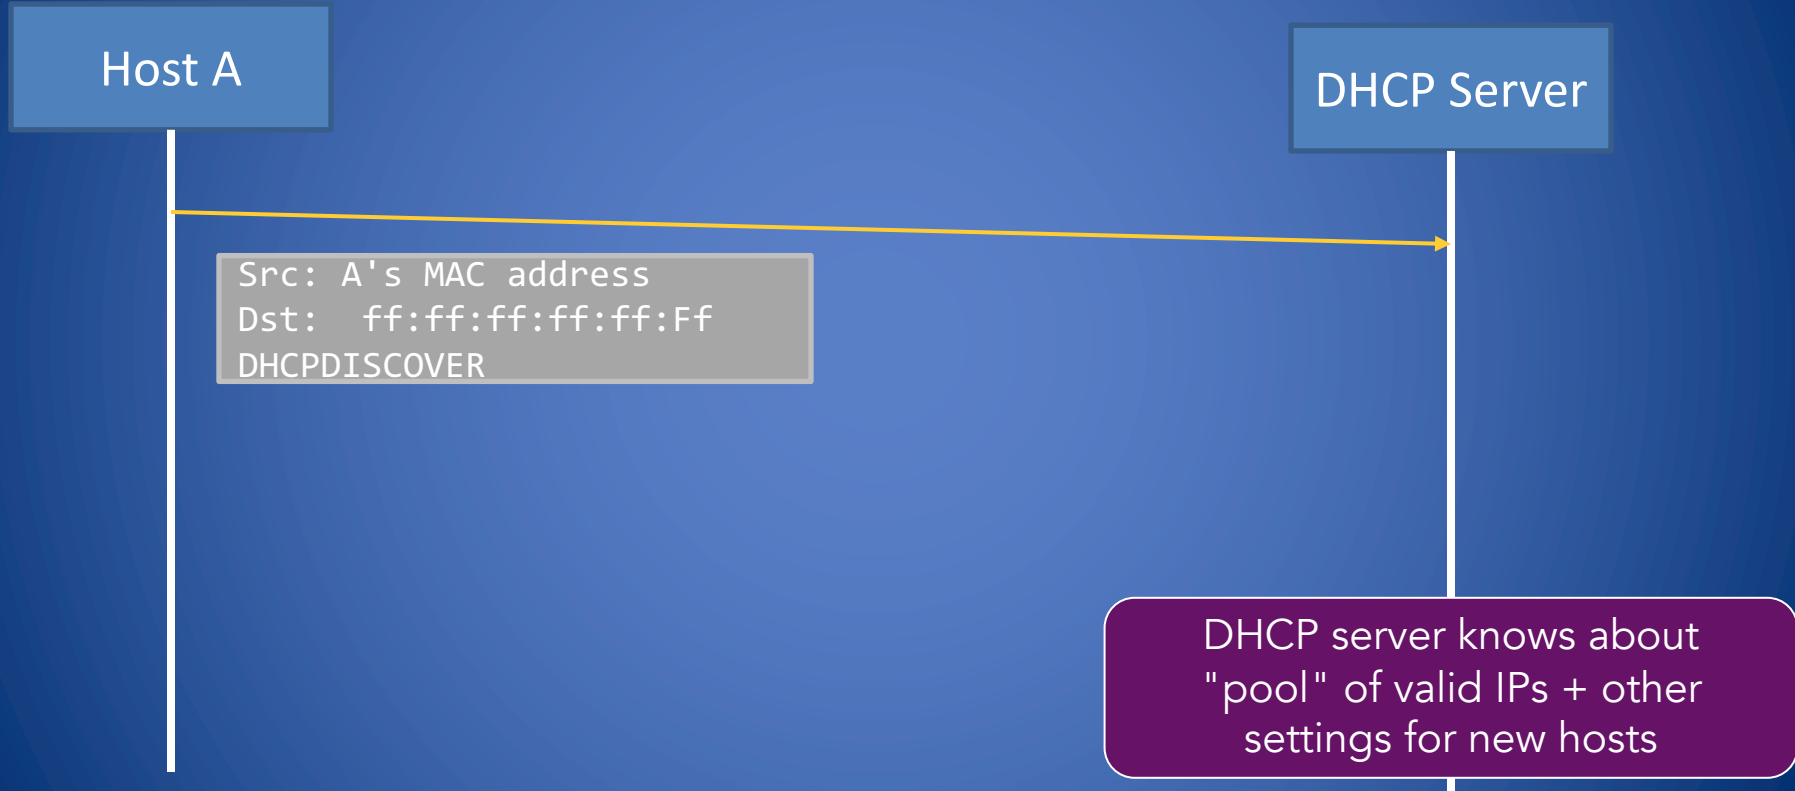 Host A
DHCP Server
Src: A's MAC address
Dst:  ff:ff:ff:ff:ff:Ff
DHCPDISCOVER
DHCP server knows about
"pool" of valid IPs + other
settings for new hosts